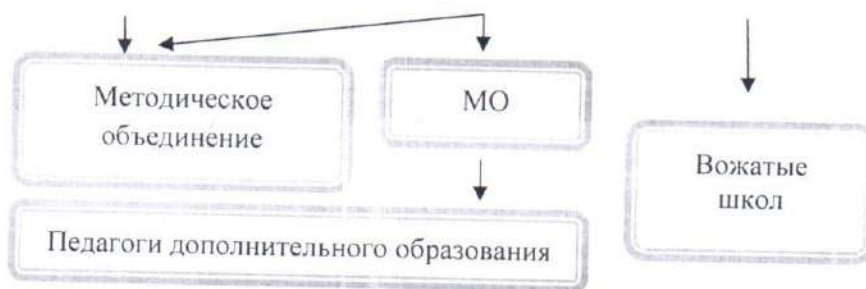 Методическое
объединение
МО
Вожатые
школ
Педагоги дополнительного образования